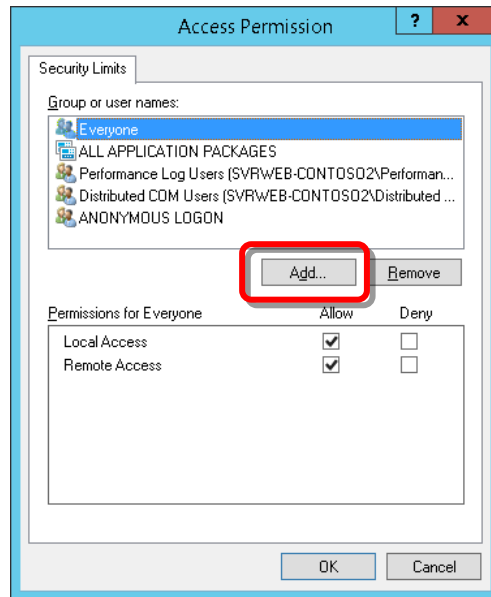 Access Permission
?
x
Security Limits
Group or user names:
Everyone
ALL APPLICATION PACKAGES
Performance Log Users (SVRWEB-CONTOSO2\Performan...
Distributed COM Users (SVRWEB-CONTOSO2\Distributed ...
ANONYMOUS LOGON
Add...
Remove
Permissions for Everyone
Allow
Deny
Local Access
Remote Access
OK
Cancel